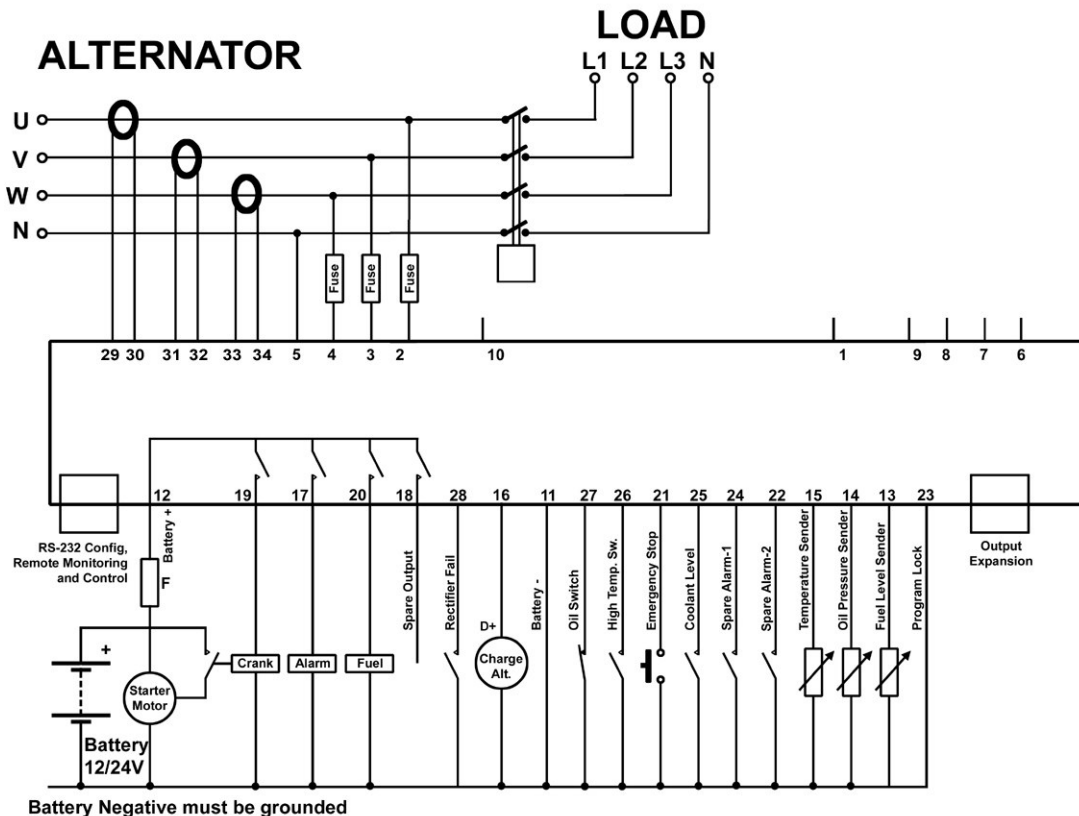 ALTERNATOR
LOAD
L1 L2 L3 N
U
V
W
N
Fuse Fuse Fuse
29 30 31 32 33 34 5 4 3 2 10 1 9 8 7 6
12 19 17 20 18 28 16 11 27 26 21 25 24 22 15 14 13 23
RS-232 Config,
Remote Monitoring
and Control
Battery +
F
Spare Output
Rectifier Fail
D+
Charge
Alt.
Battery -
Oil Switch
High Temp. Sw.
Emergency Stop
Coolant Level
Spare Alarm-1
Spare Alarm-2
Temperature Sender
Oil Pressure Sender
Fuel Level Sender
Program Lock
Output
Expansion
+
Crank Alarm Fuel
Starter
Motor
Battery
12/24V
Battery Negative must be grounded